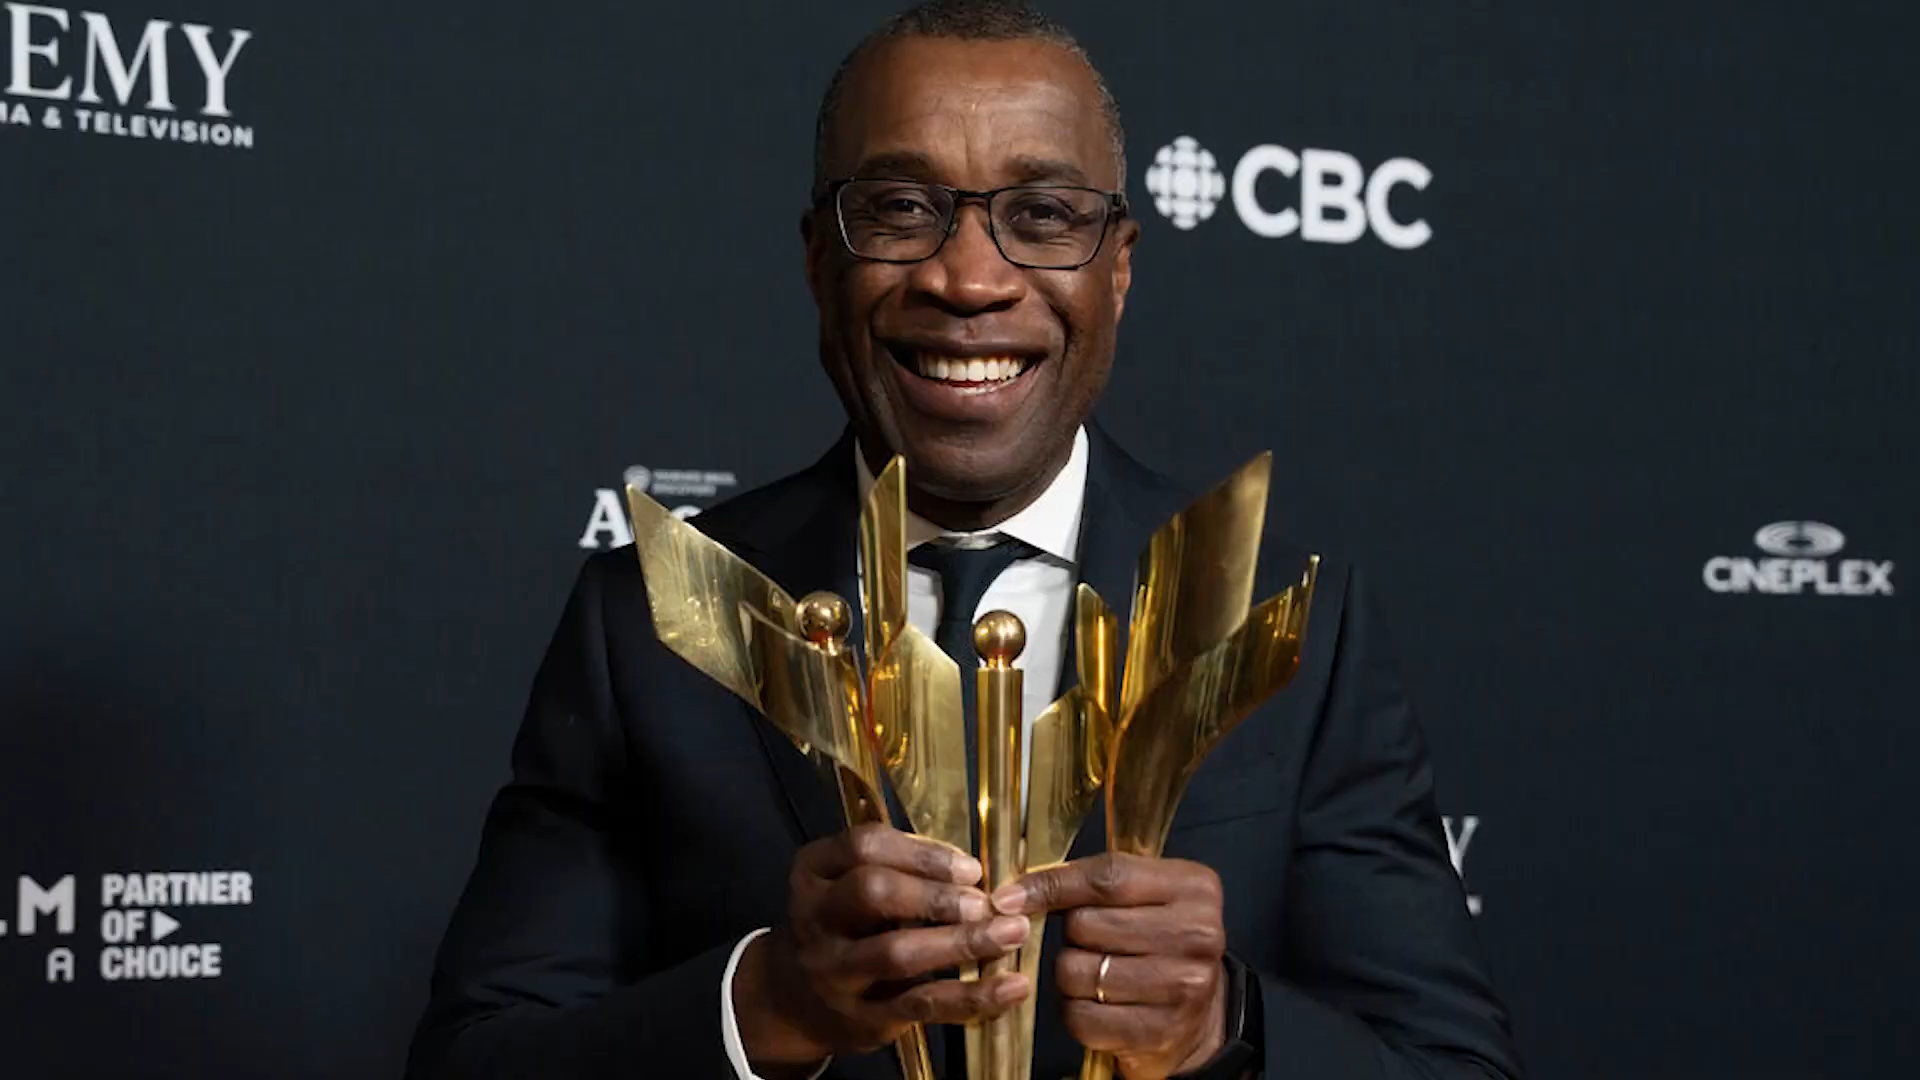 EMY
MA & TELEVISION
CBC
CINEPLEX
M PARTNER
OF
A CHOICE
Y